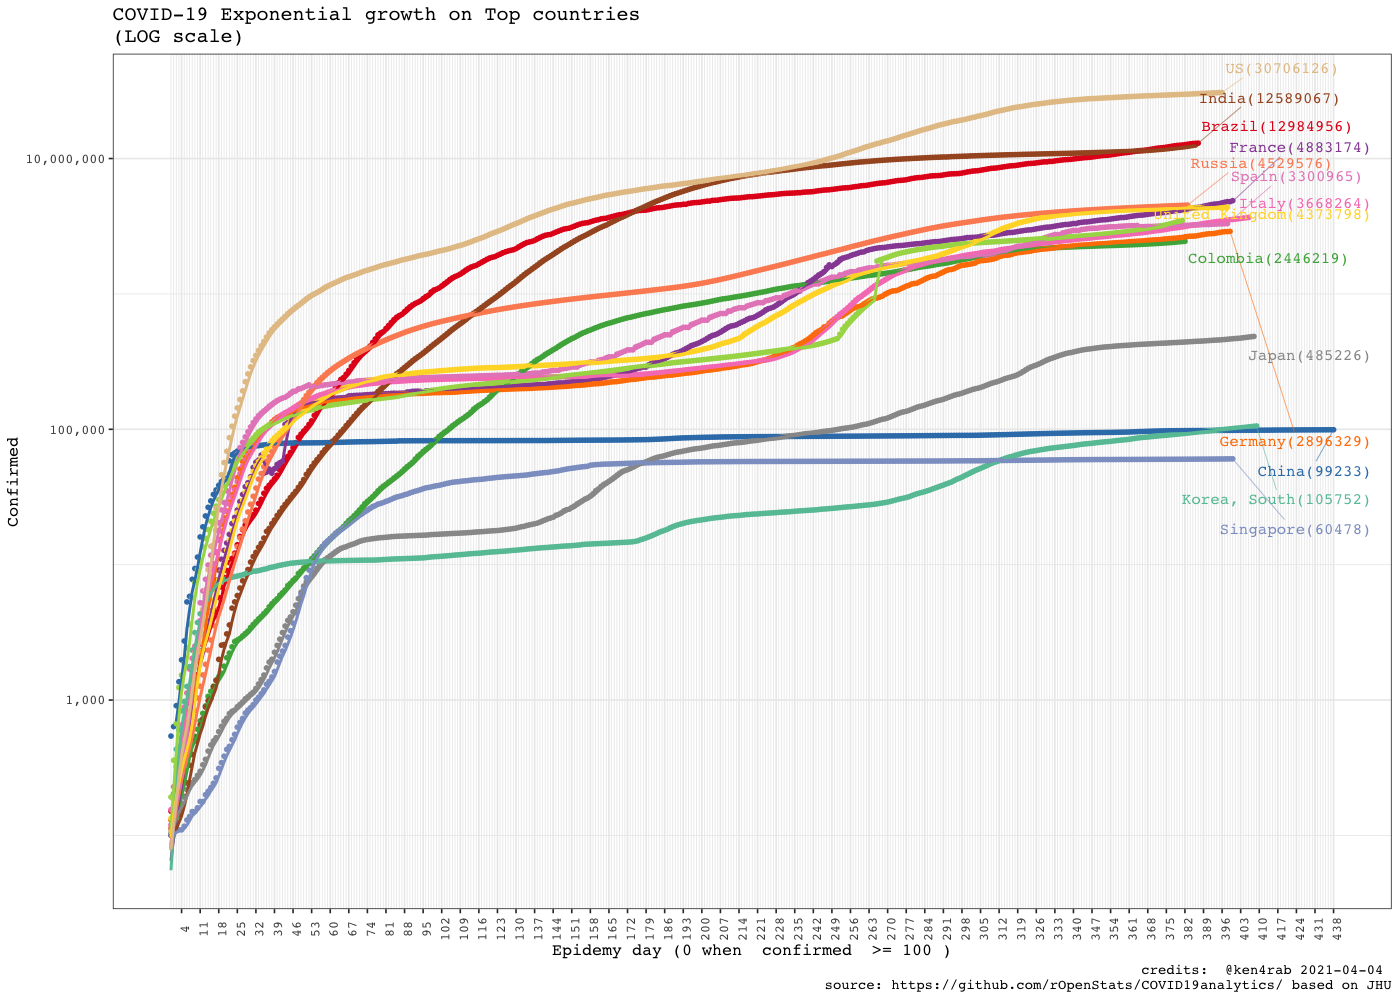 COVID-19 Exponential growth on Top countries
(LOG scale)
US(30706126)
India(12589067)
Brazil(12984956)
France(4883174)
Russia(4529576)
Spain(3300965)
Italy(3668264)
United Kingdom(4373798)
Colombia(2446219)
Japan(485226)
Germany(2896329)
China(99233)
Korea, South(105752)
Singapore(60478)
10,000,000
100,000
1,000
Confirmed
4 11 18 25 32 39 46 53 60 67 74 81 88 95 102 109 116 123 130 137 144 151 158 165 172 179 186 193 200 207 214 221 228 235 242 249 256 263 270 277 284 291 298 305 312 319 326 333 340 347 354 361 368 375 382 389 396 403 410 417 424 431 438
Epidemy day (0 when  confirmed  >= 100 )
credits:  @ken4rab 2021-04-04
source: https://github.com/rOpenStats/COVID19analytics/ based on JHU